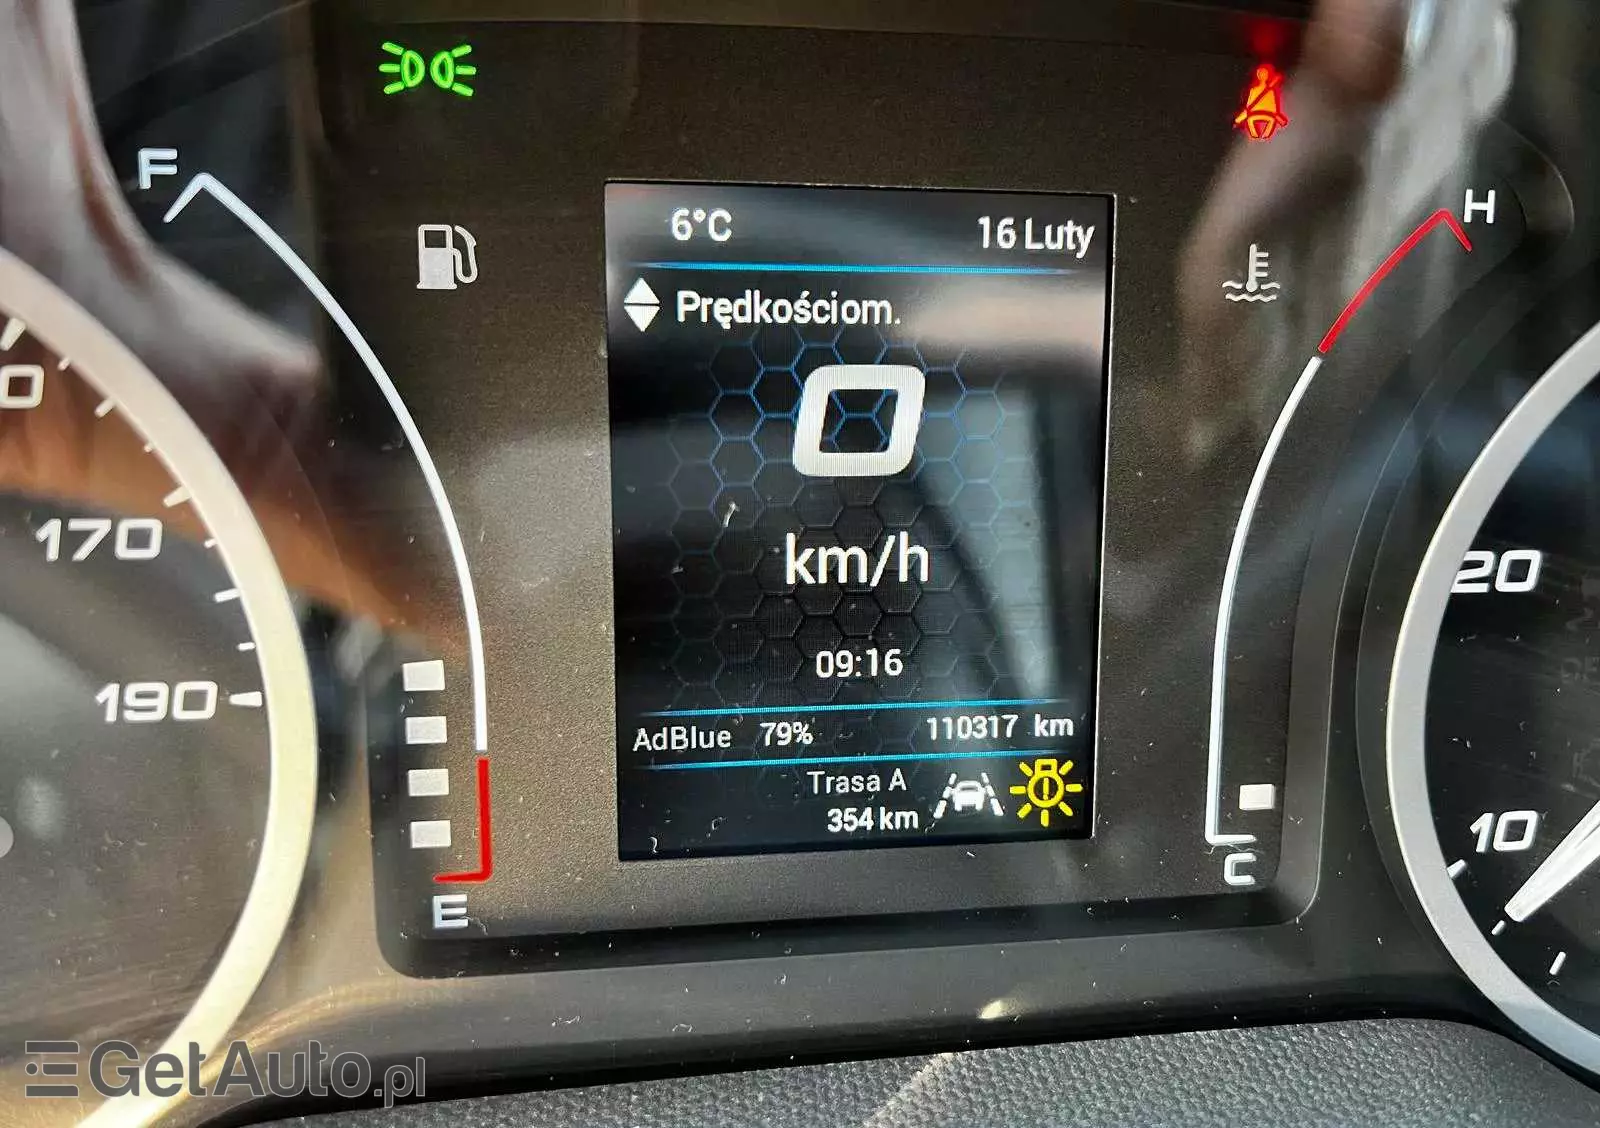 F
H
6°C
16 Luty
Prędkościom.
0
km/h
09:16
AdBlue 79% 110317 km
Trasa A
354 km
E
C
170
190
20
10
GetAuto.pl